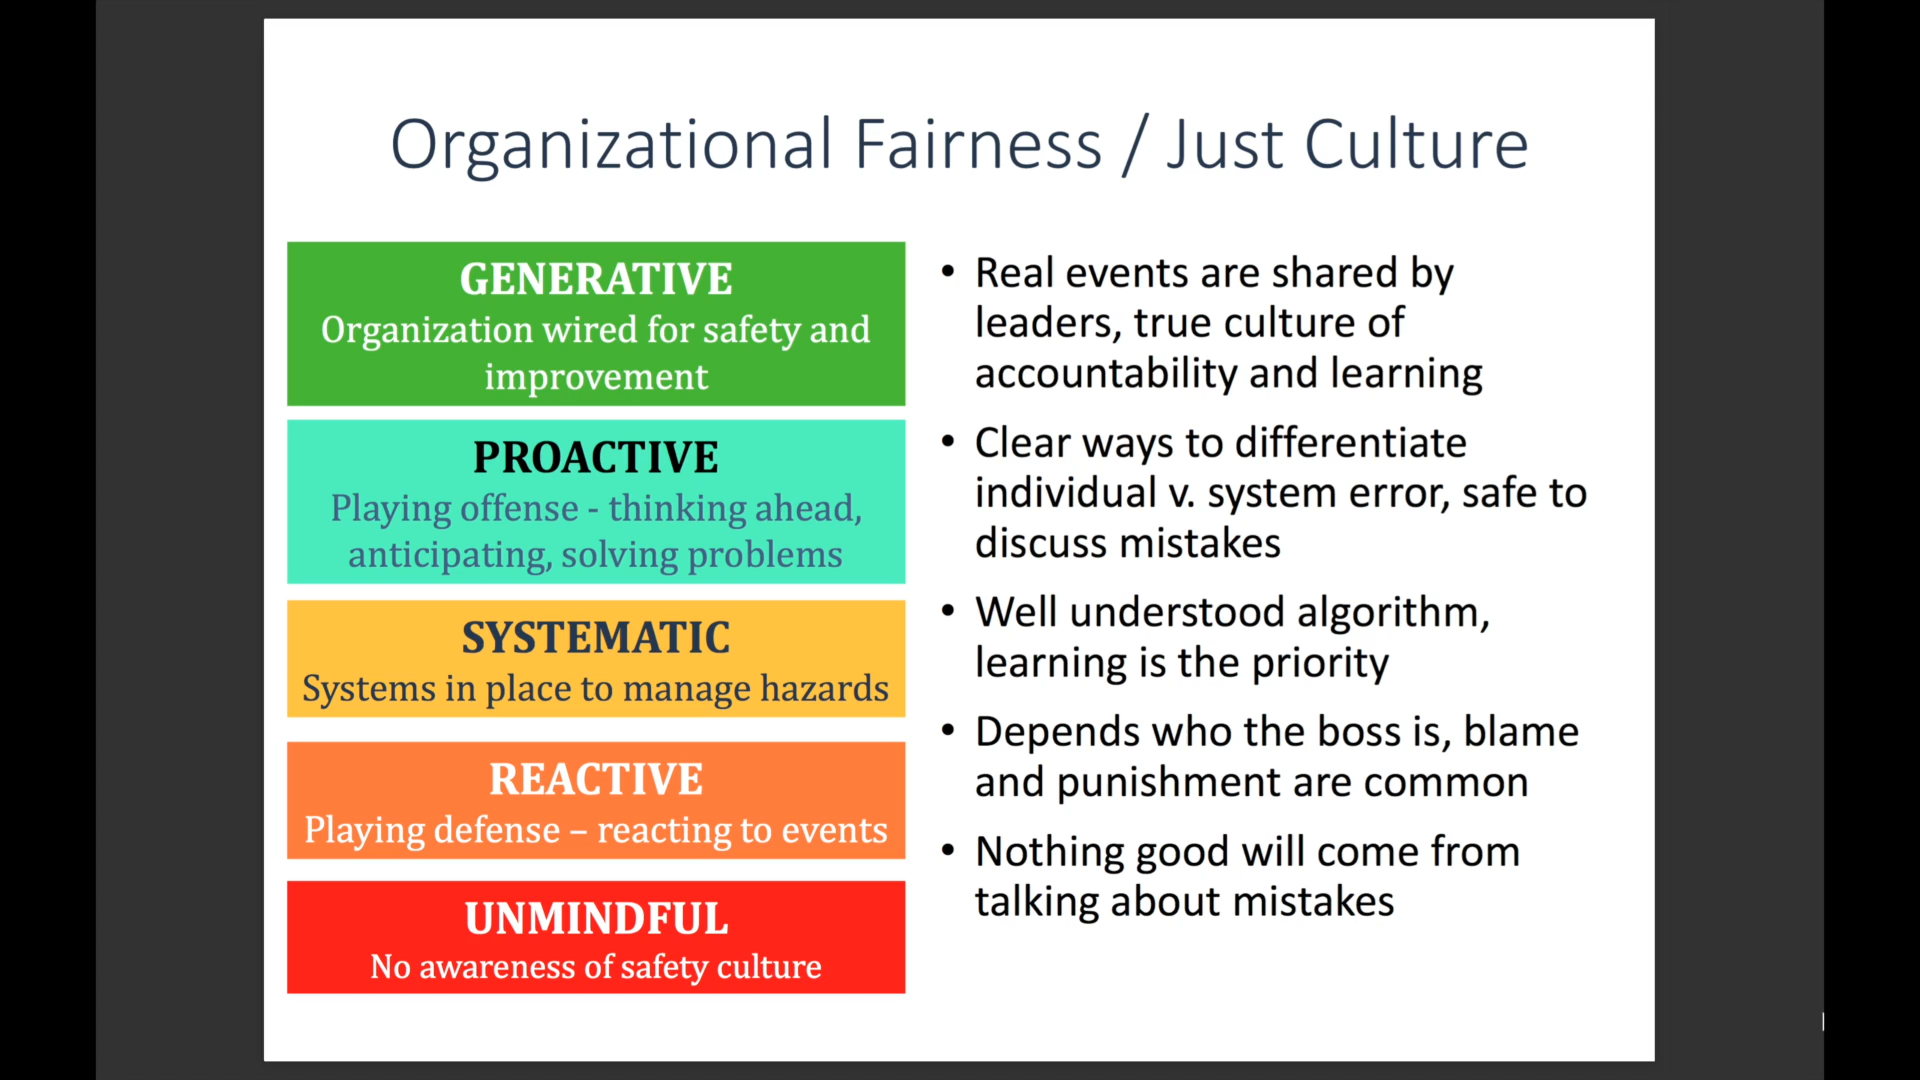 Organizational Fairness / Just Culture
GENERATIVE
Organization wired for safety and
improvement
PROACTIVE
Playing offense - thinking ahead,
anticipating, solving problems
SYSTEMATIC
Systems in place to manage hazards
REACTIVE
Playing defense – reacting to events
UNMINDFUL
No awareness of safety culture
• Real events are shared by
leaders, true culture of
accountability and learning
• Clear ways to differentiate
individual v. system error, safe to
discuss mistakes
• Well understood algorithm,
learning is the priority
• Depends who the boss is, blame
and punishment are common
• Nothing good will come from
talking about mistakes